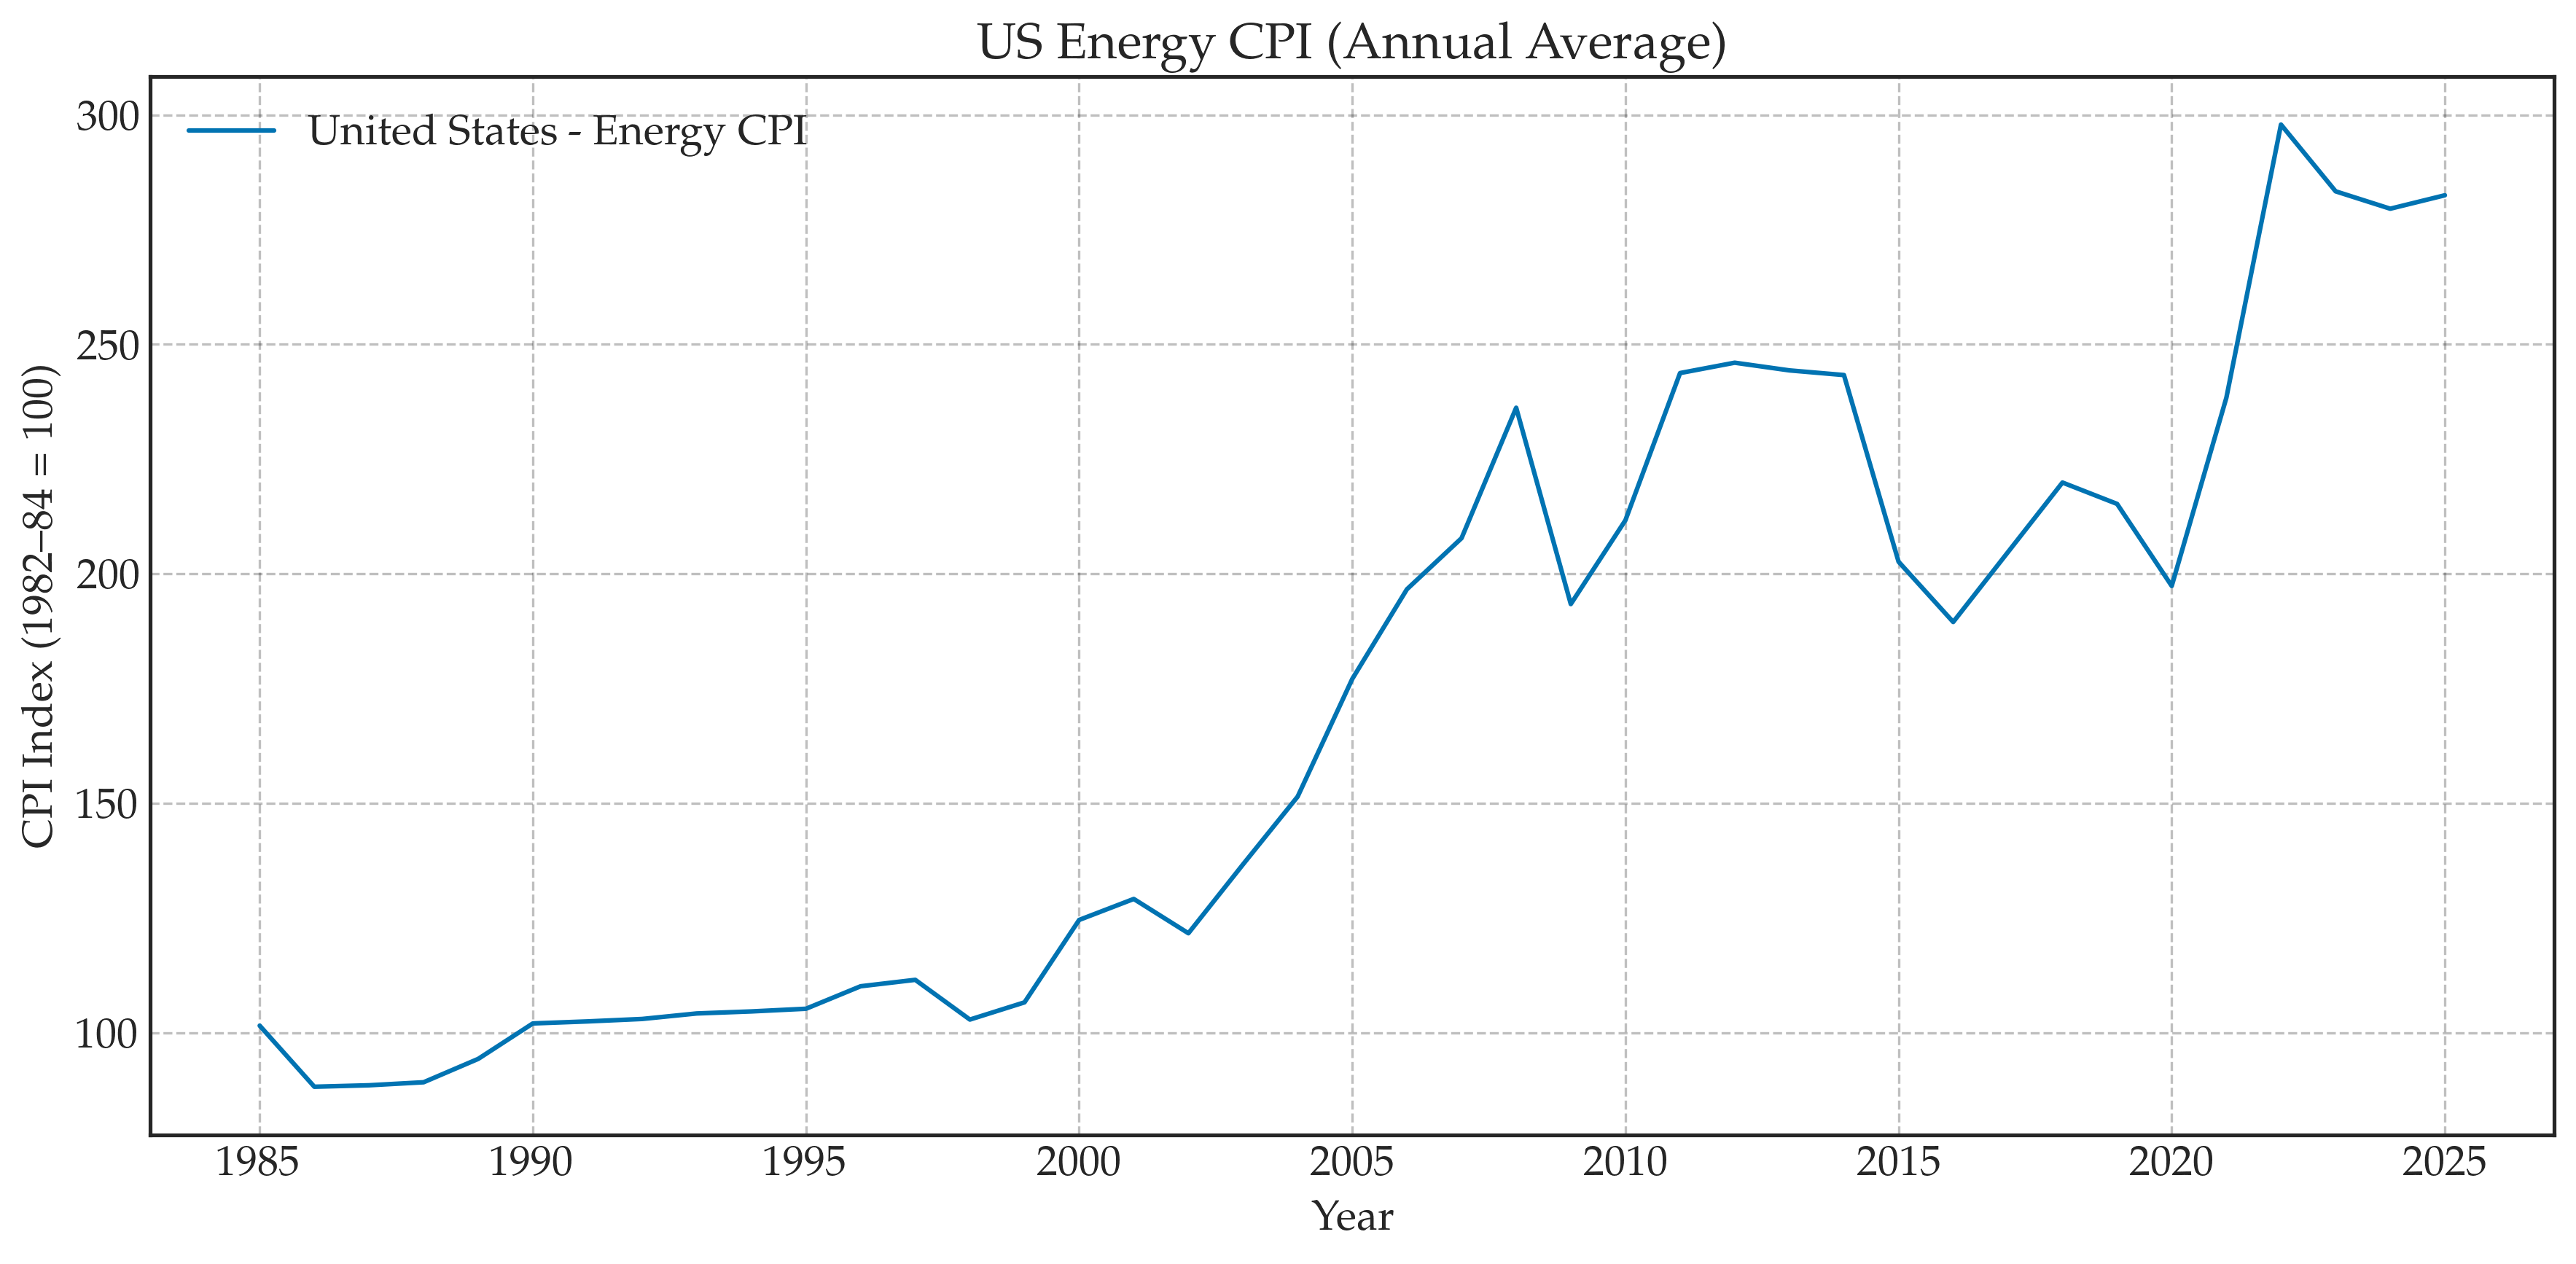 US Energy CPI (Annual Average)
United States - Energy CPI
CPI Index (1982–84 = 100)
300
250
200
150
100
1985 1990 1995 2000 2005 2010 2015 2020 2025
Year